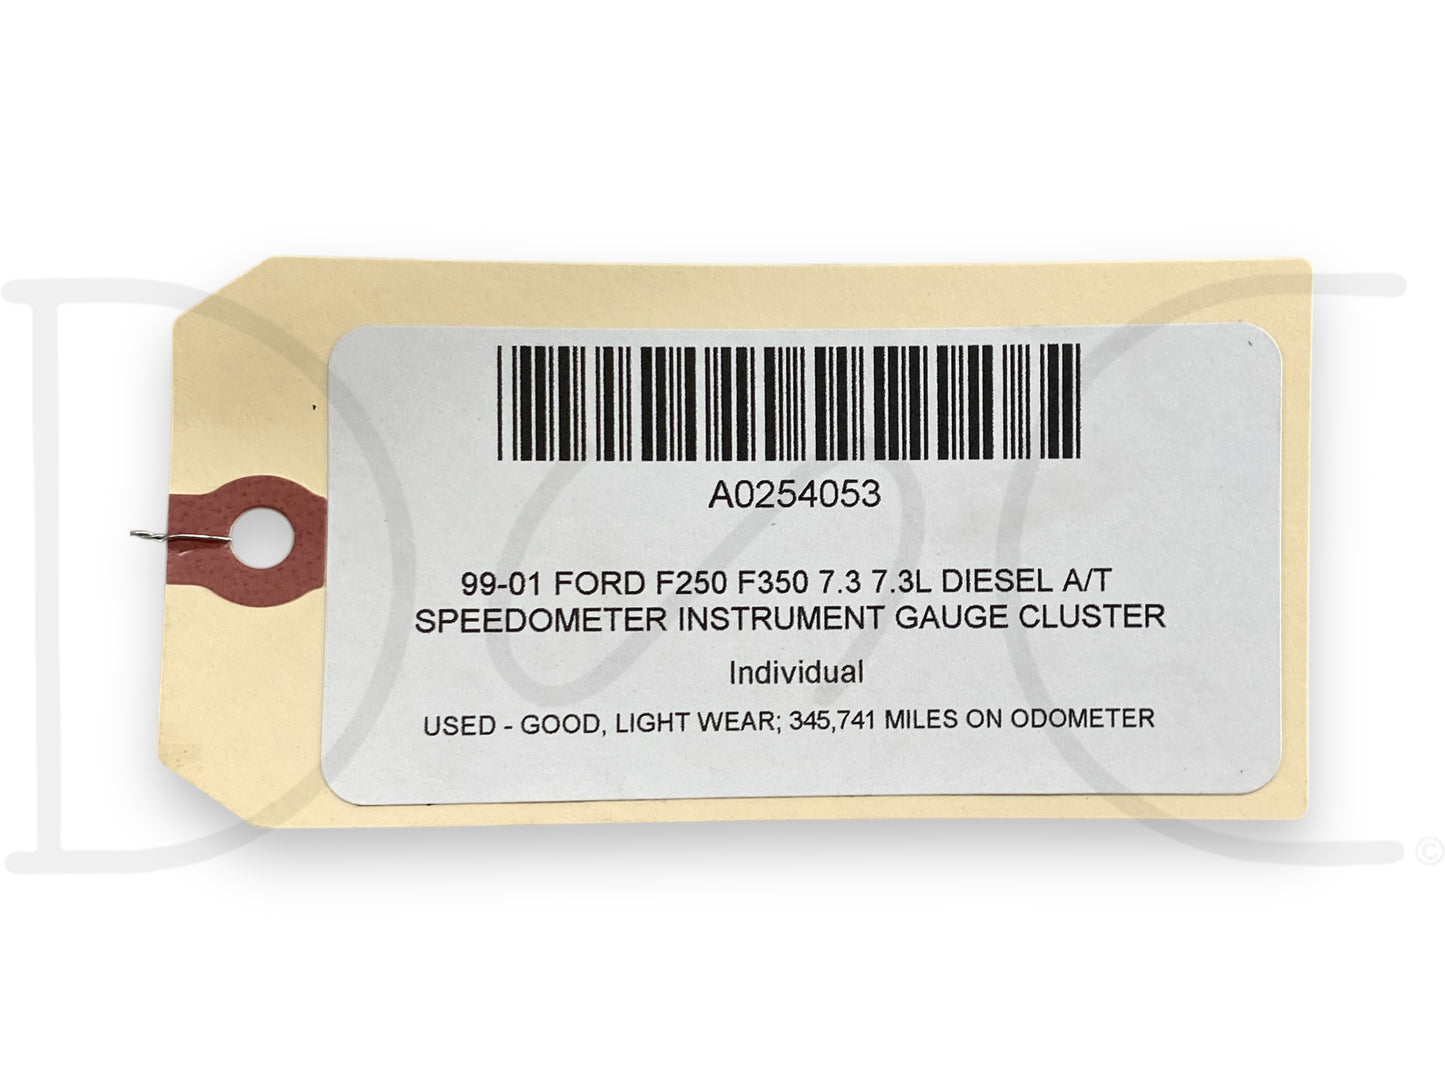 A0254053
99-01 FORD F250 F350 7.3 7.3L DIESEL A/T
SPEEDOMETER INSTRUMENT GAUGE CLUSTER
Individual
USED - GOOD, LIGHT WEAR; 345,741 MILES ON ODOMETER
©